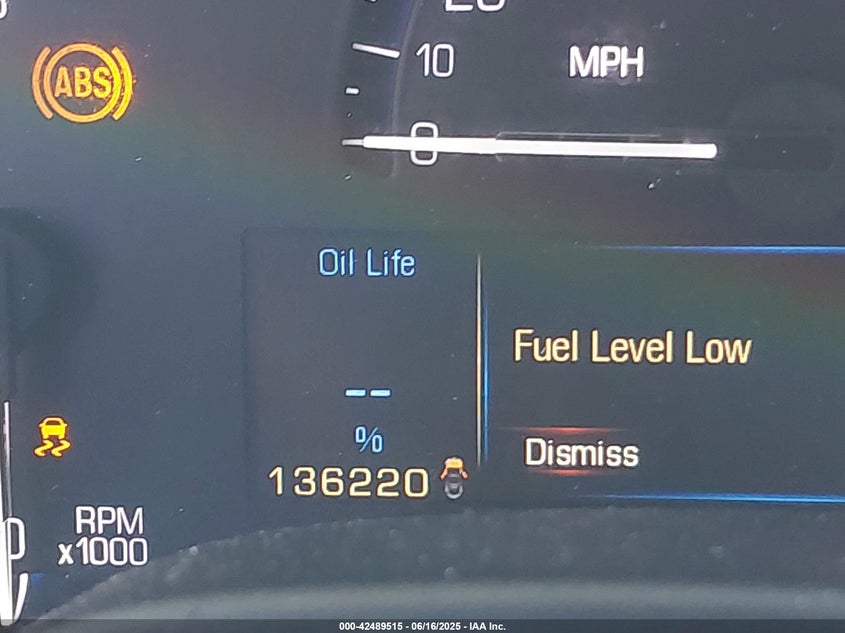 20
ABS
10
MPH
0
Oil Life
Fuel Level Low
--
%
Dismiss
136220
RPM
x1000
000-42489515 - 06/16/2025 - IAA Inc.